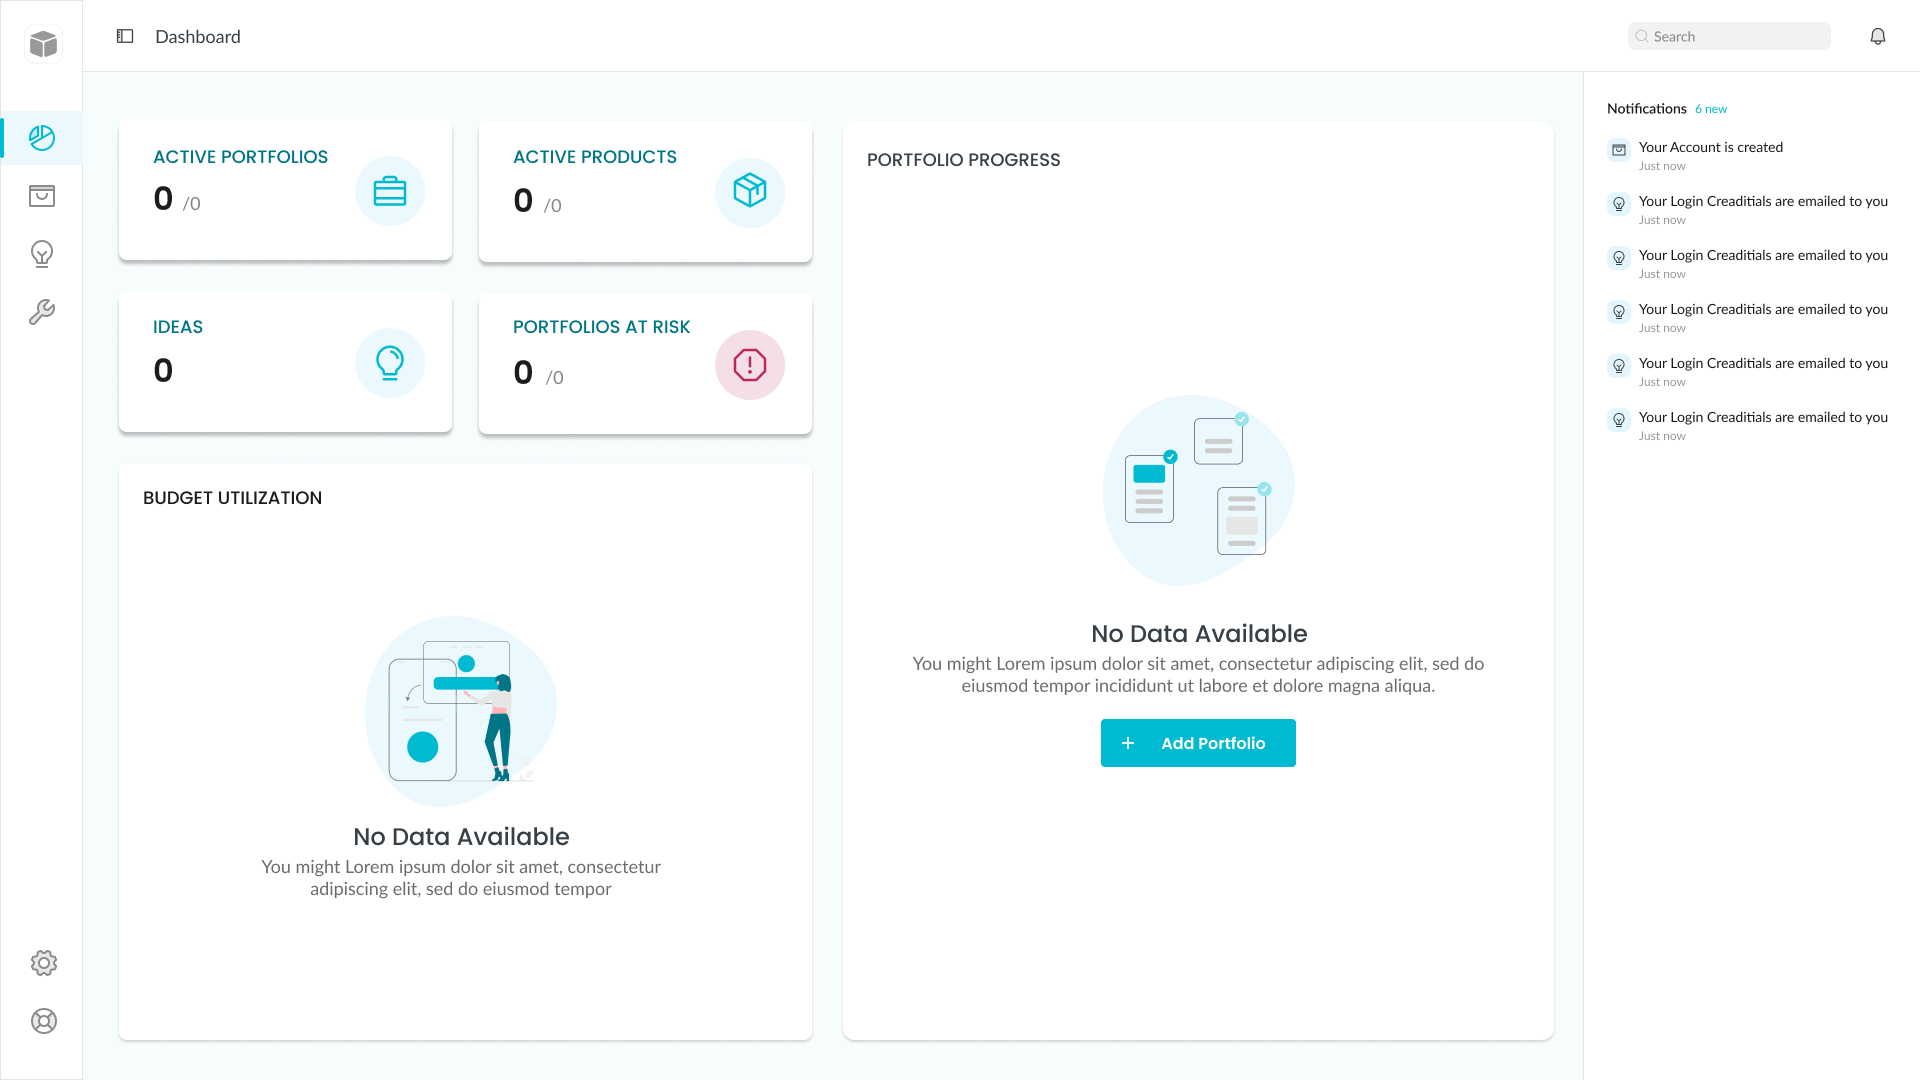 Dashboard
Search
ACTIVE PORTFOLIOS
0 /0
ACTIVE PRODUCTS
0 /0
IDEAS
0
PORTFOLIOS AT RISK
0 /0
BUDGET UTILIZATION
No Data Available
You might Lorem ipsum dolor sit amet, consectetur
adipiscing elit, sed do eiusmod tempor
PORTFOLIO PROGRESS
No Data Available
You might Lorem ipsum dolor sit amet, consectetur adipiscing elit, sed do
eiusmod tempor incididunt ut labore et dolore magna aliqua.
+ Add Portfolio
Notifications 6 new
Your Account is created
Just now
Your Login Creaditials are emailed to you
Just now
Your Login Creaditials are emailed to you
Just now
Your Login Creaditials are emailed to you
Just now
Your Login Creaditials are emailed to you
Just now
Your Login Creaditials are emailed to you
Just now